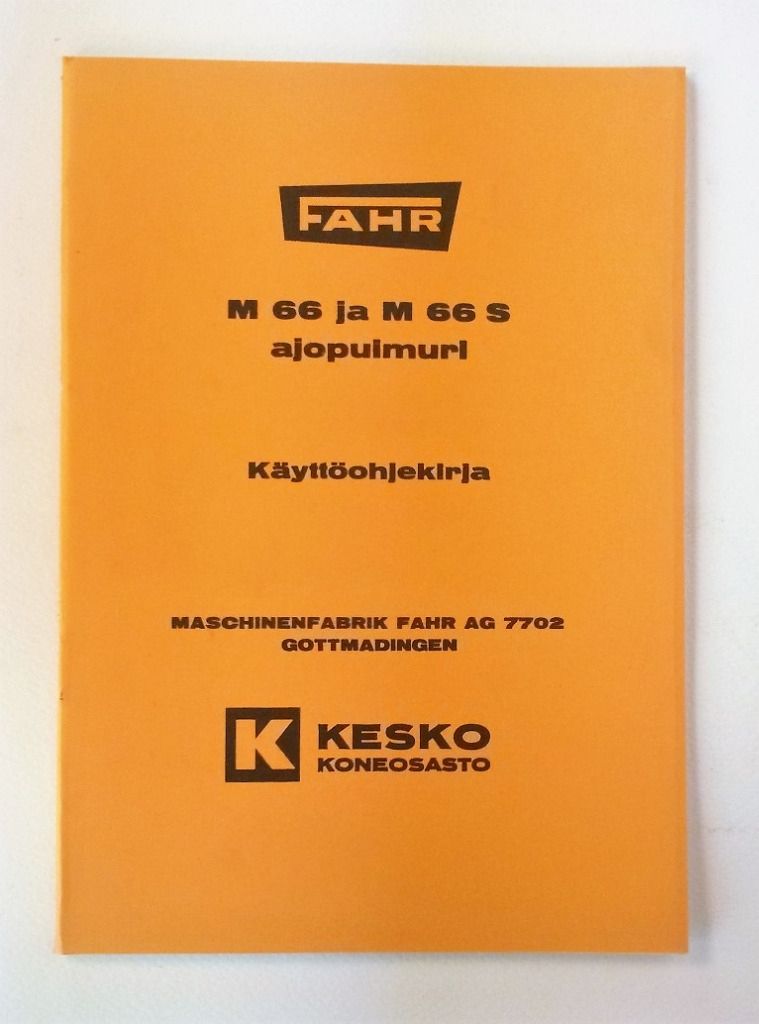 FAHR
M 66 ja M 66 S
ajopuimuri
Käyttöohjekirja
MASCHINENFABRIK FAHR AG 7702
GOTTMADINGEN
K KESKO
KONEOSASTO